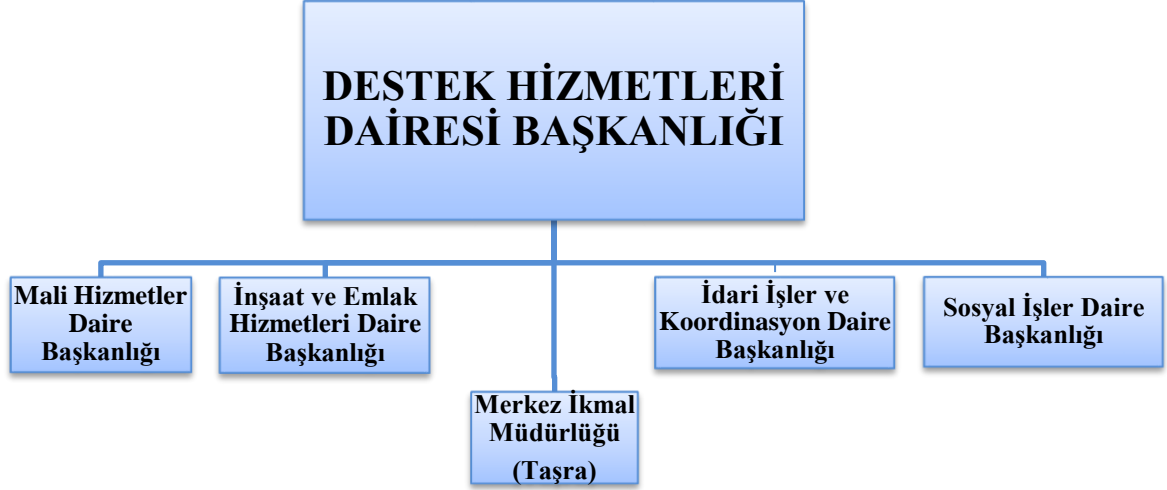 DESTEK HİZMETLERİ
DAİRESİ BAŞKANLIĞI
Mali Hizmetler
Daire
Başkanlığı
İnşaat ve Emlak
Hizmetleri Daire
Başkanlığı
İdari İşler ve
Koordinasyon Daire
Başkanlığı
Sosyal İşler Daire
Başkanlığı
Merkez İkmal
Müdürlüğü
(Taşra)